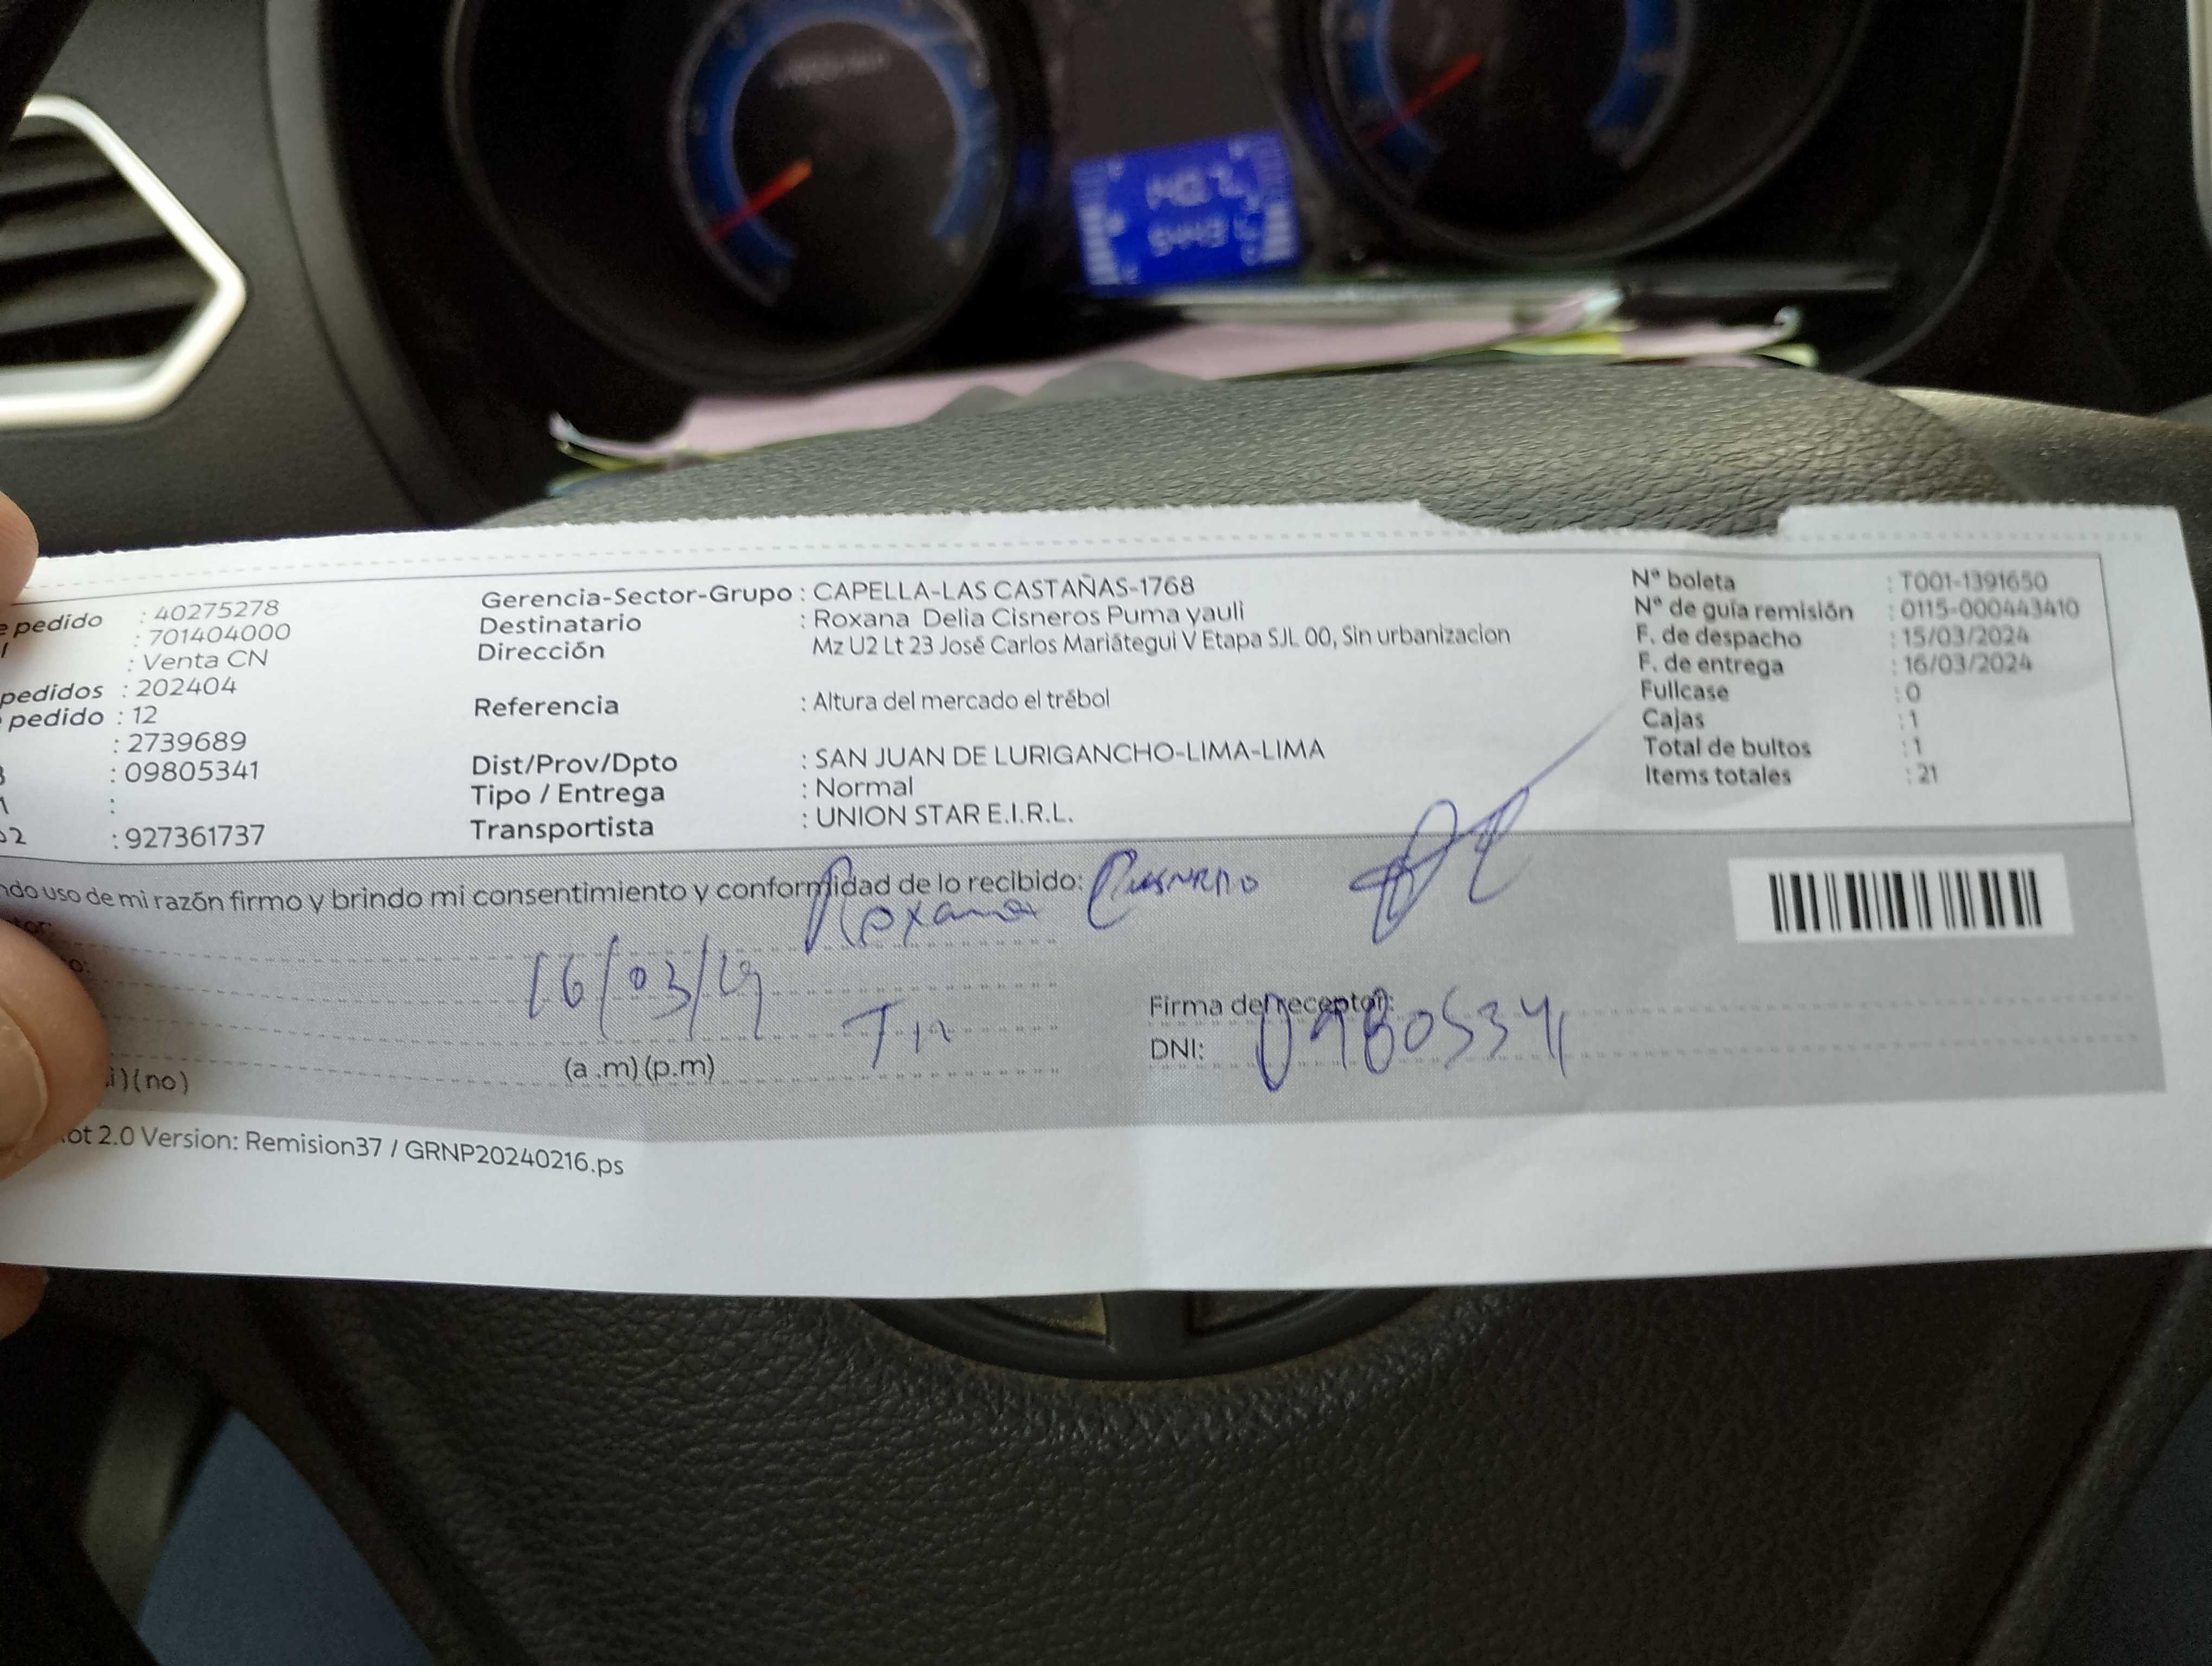 pedido : 40275278
: 701404000
: Venta CN
pedidos : 202404
pedido : 12
: 2739689
: 09805341
:
: 927361737
Gerencia-Sector-Grupo : CAPELLA-LAS CASTAÑAS-1768
Destinatario : Roxana Delia Cisneros Puma yauli
Dirección Mz U2 Lt 23 José Carlos Mariátegui V Etapa SJL 00, Sin urbanizacion
Referencia : Altura del mercado el trébol
Dist/Prov/Dpto : SAN JUAN DE LURIGANCHO-LIMA-LIMA
Tipo / Entrega : Normal
Transportista : UNION STAR E.I.R.L.
N° boleta : T001-1391650
N° de guía remisión : 0115-000443410
F. de despacho : 15/03/2024
F. de entrega : 16/03/2024
Fullcase : 0
Cajas : 1
Total de bultos : 1
Items totales : 21
uso de mi razón firmo y brindo mi consentimiento y conformidad de lo recibido:
Roxana
16/03/24
Firma del receptor:
DNI: 09805341
(no) (a .m) (p.m)
2.0 Version: Remision37 / GRNP20240216.ps